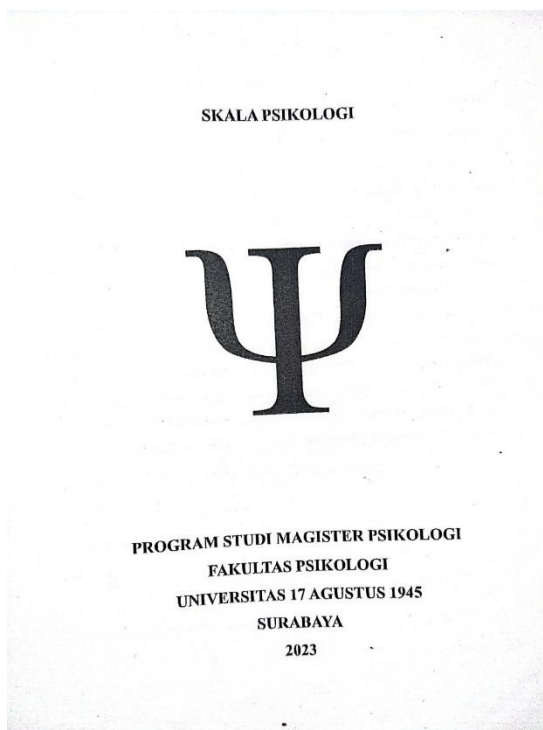 SKALA PSIKOLOGI
Ψ
PROGRAM STUDI MAGISTER PSIKOLOGI
FAKULTAS PSIKOLOGI
UNIVERSITAS 17 AGUSTUS 1945
SURABAYA
2023